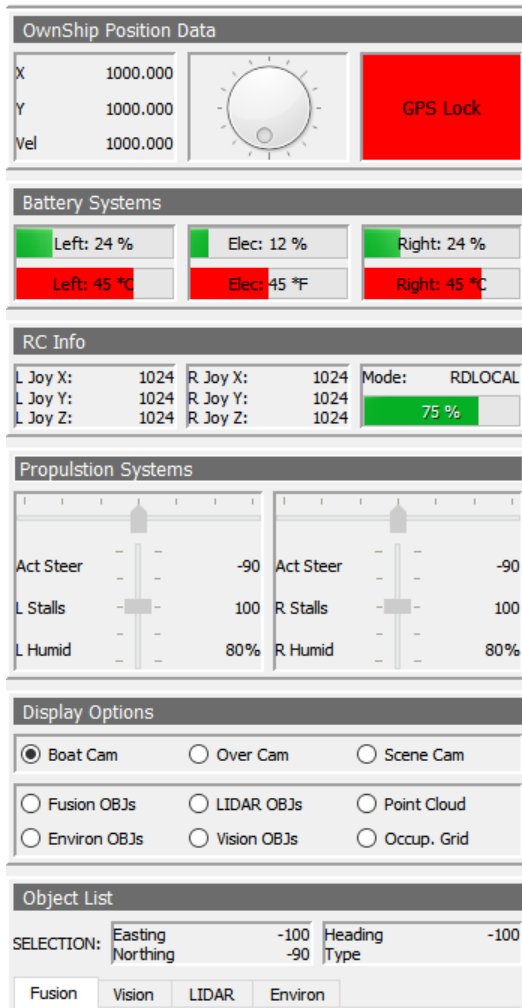 OwnShip Position Data
X 1000.000
Y 1000.000
Vel 1000.000
GPS Lock
Battery Systems
Left: 24 % Elec: 12 % Right: 24 %
Left: 45 *C Elec: 45 *F Right: 45 *C
RC Info
L Joy X: 1024 R Joy X: 1024 Mode: RDLOCAL
L Joy Y: 1024 R Joy Y: 1024
L Joy Z: 1024 R Joy Z: 1024
75 %
Propulstion Systems
Act Steer -90 Act Steer -90
L Stalls 100 R Stalls 100
L Humid 80% R Humid 80%
Display Options
Boat Cam Over Cam Scene Cam
Fusion OBJs LIDAR OBJs Point Cloud
Environ OBJs Vision OBJs Occup. Grid
Object List
SELECTION: Easting -100 Heading -100
Northing -90 Type
Fusion Vision LIDAR Environ